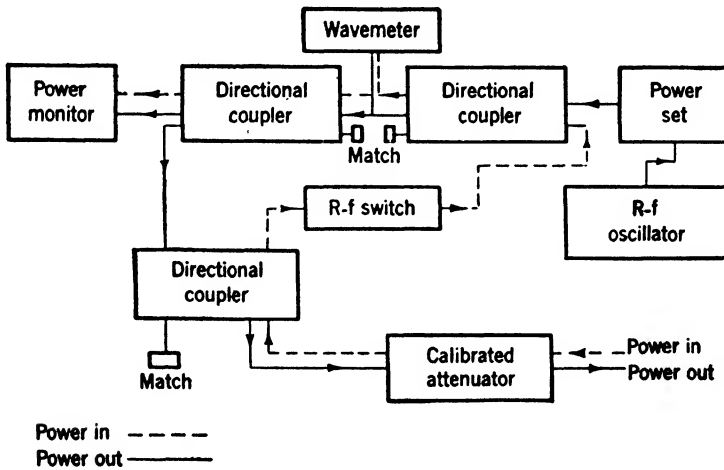 Wavemeter
Power
monitor
Directional
coupler
Directional
coupler
Power
set
Match
R-f switch
R-f
oscillator
Directional
coupler
Match
Calibrated
attenuator
Power in
Power out
Power in
Power out